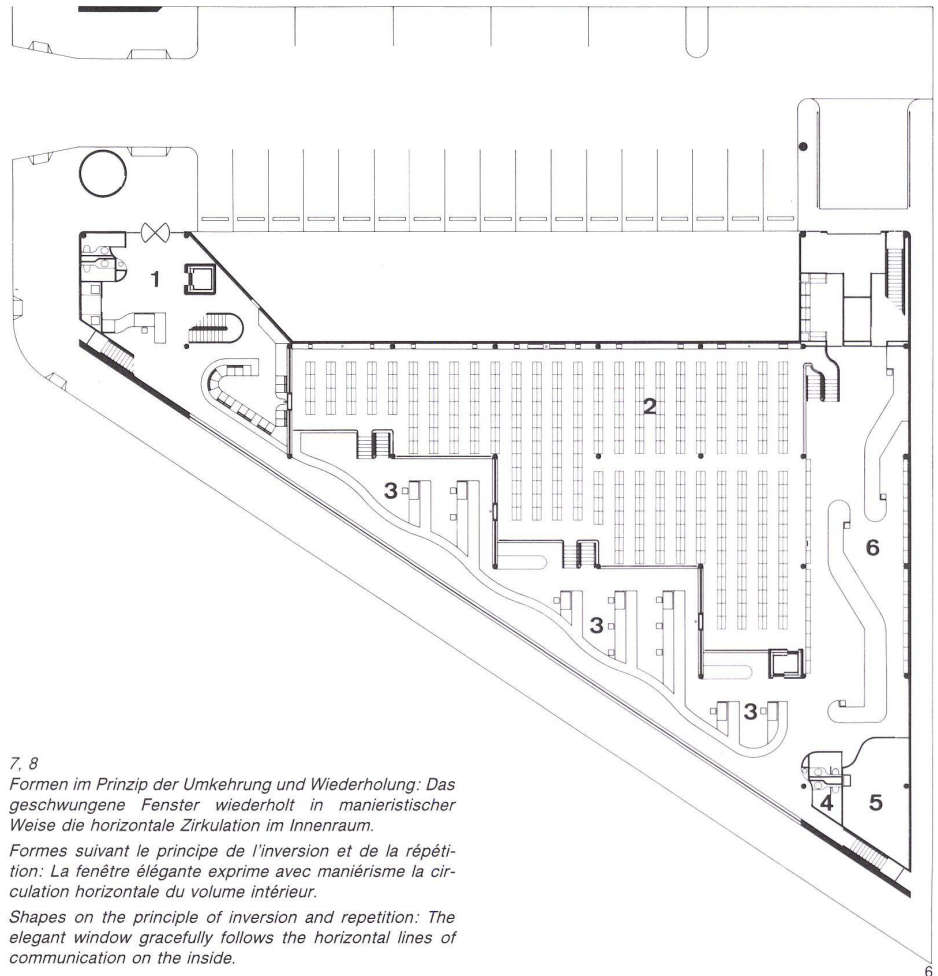 1
2
3
3
3
6
4
5
7, 8
Formen im Prinzip der Umkehrung und Wiederholung: Das
geschwungene Fenster wiederholt in manieristischer
Weise die horizontale Zirkulation im Innenraum.
Formes suivant le principe de l'inversion et de la répéti-
tion: La fenêtre élégante exprime avec maniérisme la cir-
culation horizontale du volume intérieur.
Shapes on the principle of inversion and repetition: The
elegant window gracefully follows the horizontal lines of
communication on the inside.
6